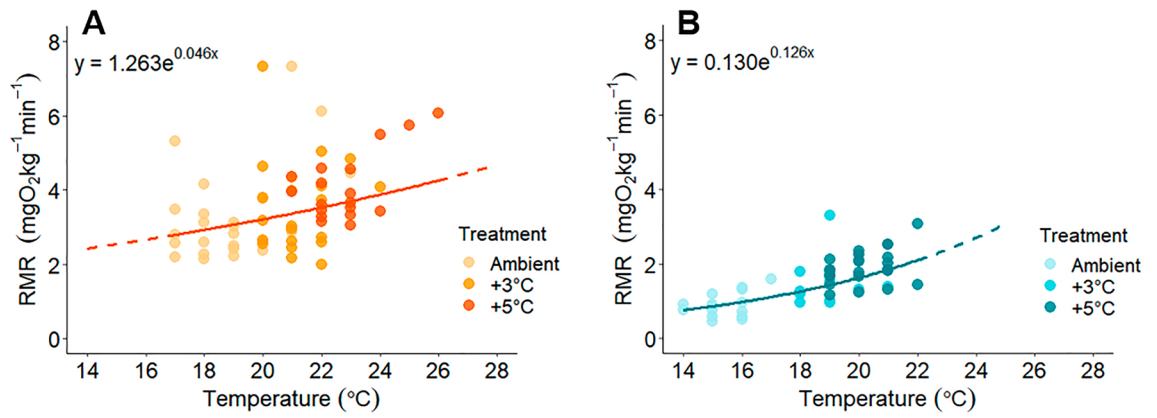 A
y = 1.263e^0.046x
8
6
4
2
0
RMR (mgO₂kg⁻¹min⁻¹)
14 16 18 20 22 24 26 28
Temperature (°C)
Treatment
Ambient
+3°C
+5°C
B
y = 0.130e^0.126x
8
6
4
2
0
RMR (mgO₂kg⁻¹min⁻¹)
14 16 18 20 22 24 26 28
Temperature (°C)
Treatment
Ambient
+3°C
+5°C